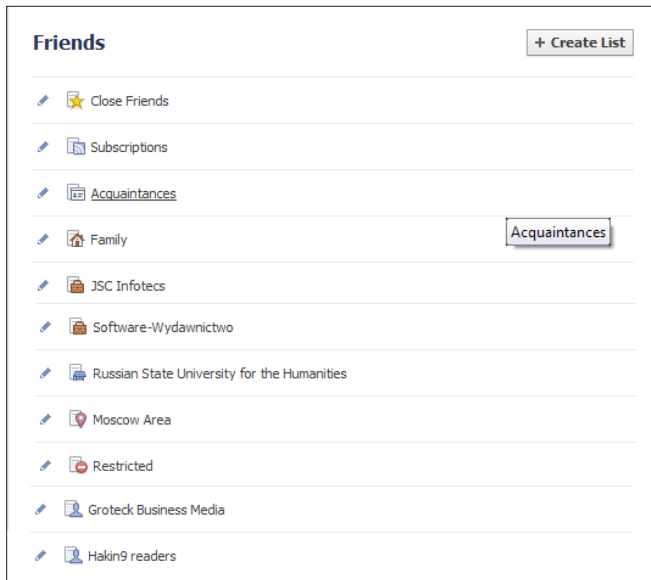 Friends
+ Create List
Close Friends
Subscriptions
Acquaintances
Family
Acquaintances
JSC Infotecs
Software-Wydawnictwo
Russian State University for the Humanities
Moscow Area
Restricted
Groteck Business Media
Hakin9 readers